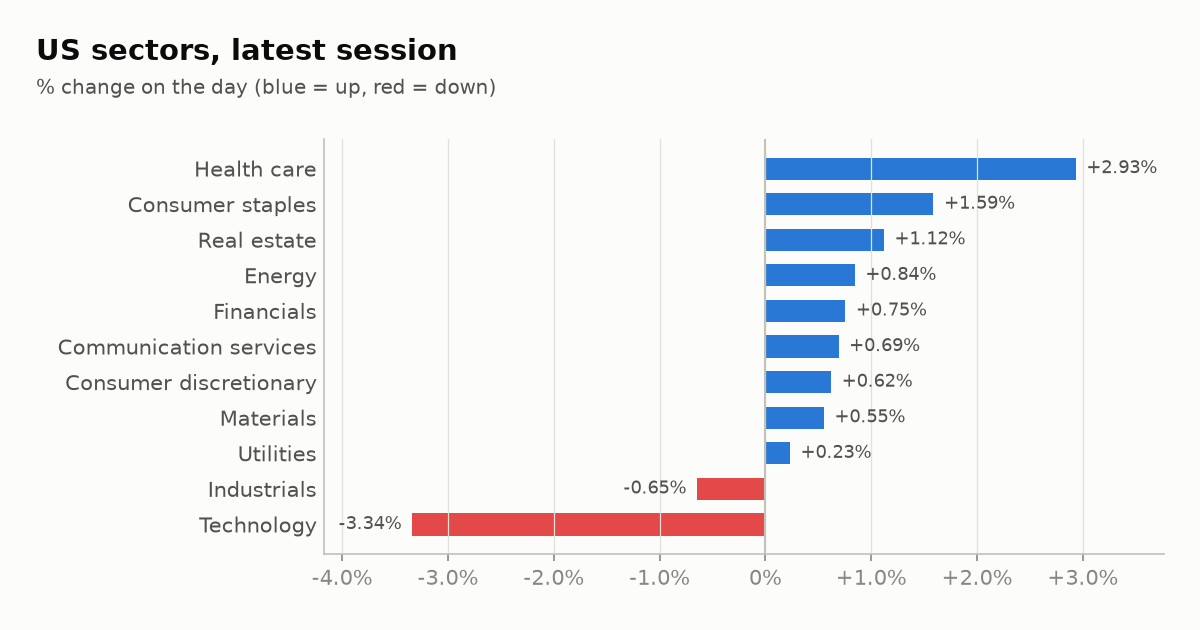 US sectors, latest session
% change on the day (blue = up, red = down)
Health care +2.93%
Consumer staples +1.59%
Real estate +1.12%
Energy +0.84%
Financials +0.75%
Communication services +0.69%
Consumer discretionary +0.62%
Materials +0.55%
Utilities +0.23%
Industrials -0.65%
Technology -3.34%
-4.0% -3.0% -2.0% -1.0% 0% +1.0% +2.0% +3.0%